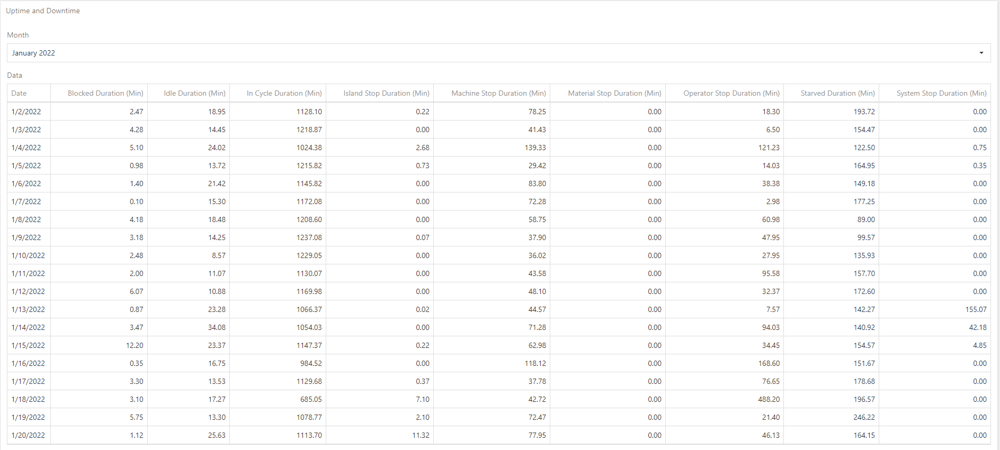 Uptime and Downtime
Month
January 2022
Data
Date Blocked Duration (Min) Idle Duration (Min) In Cycle Duration (Min) Island Stop Duration (Min) Machine Stop Duration (Min) Material Stop Duration (Min) Operator Stop Duration (Min) Starved Duration (Min) System Stop Duration (Min)
1/2/2022 2.47 18.95 1128.10 0.22 78.25 0.00 18.30 193.72 0.00
1/3/2022 4.28 14.45 1218.87 0.00 41.43 0.00 6.50 154.47 0.00
1/4/2022 5.10 24.02 1024.38 2.68 139.33 0.00 121.23 122.50 0.75
1/5/2022 0.98 13.72 1215.82 0.73 29.42 0.00 14.03 164.95 0.35
1/6/2022 1.40 21.42 1145.82 0.00 83.80 0.00 38.38 149.18 0.00
1/7/2022 0.10 15.30 1172.08 0.00 72.28 0.00 2.98 177.25 0.00
1/8/2022 4.18 18.48 1208.60 0.00 58.75 0.00 60.98 89.00 0.00
1/9/2022 3.18 14.25 1237.08 0.07 37.90 0.00 47.95 99.57 0.00
1/10/2022 2.48 8.57 1229.05 0.00 36.02 0.00 27.95 135.93 0.00
1/11/2022 2.00 11.07 1130.07 0.00 43.58 0.00 95.58 157.70 0.00
1/12/2022 6.07 10.88 1169.98 0.00 48.10 0.00 32.37 172.60 0.00
1/13/2022 0.87 23.28 1066.37 0.02 44.57 0.00 7.57 142.27 155.07
1/14/2022 3.47 34.08 1054.03 0.00 71.28 0.00 94.03 140.92 42.18
1/15/2022 12.20 23.37 1147.37 0.22 62.98 0.00 34.45 154.57 4.85
1/16/2022 0.35 16.75 984.52 0.00 118.12 0.00 168.60 151.67 0.00
1/17/2022 3.30 13.53 1129.68 0.37 37.78 0.00 76.65 178.68 0.00
1/18/2022 3.10 17.27 685.05 7.10 42.72 0.00 488.20 196.57 0.00
1/19/2022 5.75 13.30 1078.77 2.10 72.47 0.00 21.40 246.22 0.00
1/20/2022 1.12 25.63 1113.70 11.32 77.95 0.00 46.13 164.15 0.00